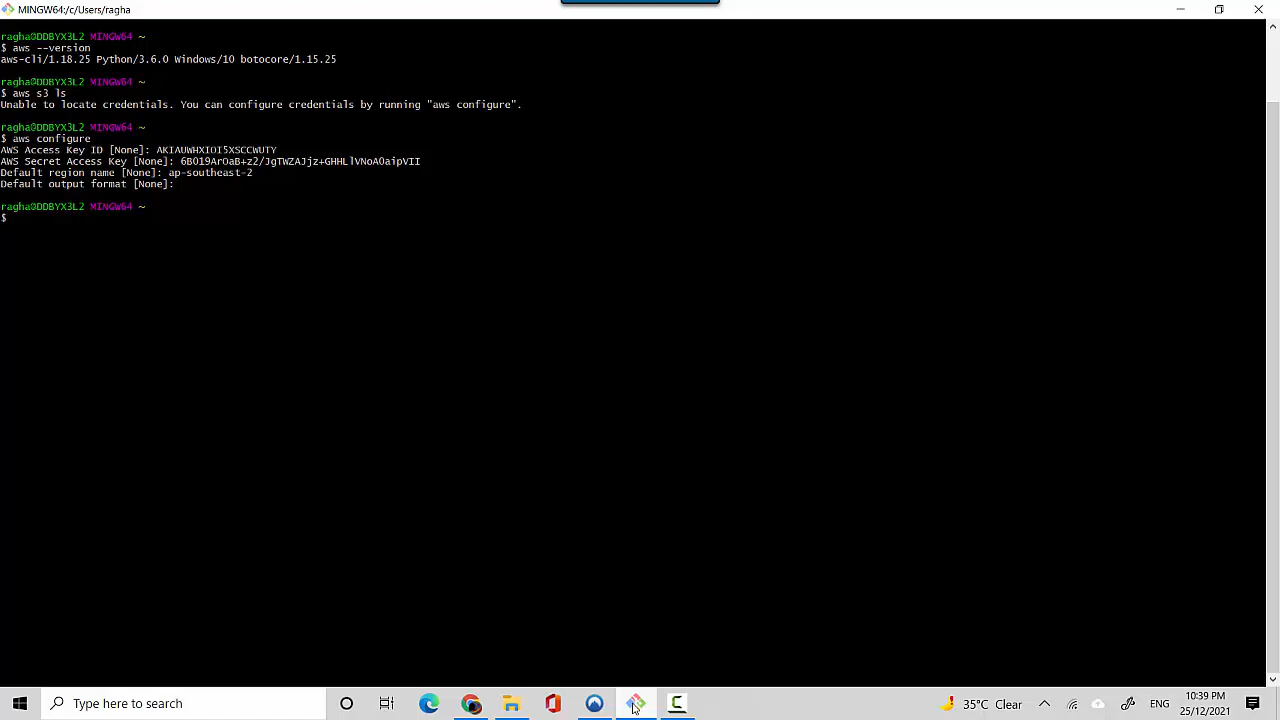 MINGW64:/c/Users/ragha
ragha@DDBYX3L2 MINGW64 ~
$ aws --version
aws-cli/1.18.25 Python/3.6.0 Windows/10 botocore/1.15.25
ragha@DDBYX3L2 MINGW64 ~
$ aws s3 ls
Unable to locate credentials. You can configure credentials by running "aws configure".
ragha@DDBYX3L2 MINGW64 ~
$ aws configure
AWS Access Key ID [None]: AKIAUWHXIOI5XSCCWUTY
AWS Secret Access Key [None]:
Default region name [None]: ap-southeast-2
Default output format [None]:
ragha@DDBYX3L2 MINGW64 ~
$
Type here to search
35°C Clear
ENG
10:39 PM
25/12/2021